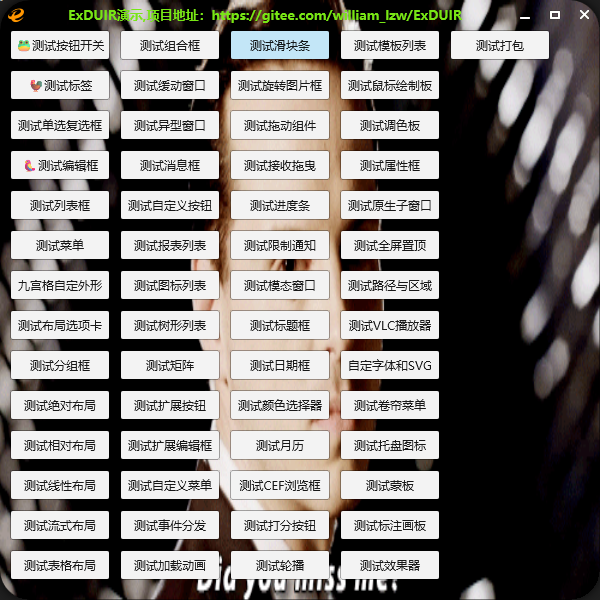 ExDUIR演示,项目地址：https://gitee.com/william_lzw/ExDUIR
测试按钮开关 测试组合框 测试滑块条 测试模板列表 测试打包
测试标签 测试缓动窗口 测试旋转图片框 测试鼠标绘制板
测试单选复选框 测试异型窗口 测试拖动组件 测试调色板
测试编辑框 测试消息框 测试接收拖曳 测试属性框
测试列表框 测试自定义按钮 测试进度条 测试原生子窗口
测试菜单 测试报表列表 测试限制通知 测试全屏置顶
九宫格自定外形 测试图标列表 测试模态窗口 测试路径与区域
测试布局选项卡 测试树形列表 测试标题框 测试VLC播放器
测试分组框 测试矩阵 测试日期框 自定字体和SVG
测试绝对布局 测试扩展按钮 测试颜色选择器 测试卷帘菜单
测试相对布局 测试扩展编辑框 测试月历 测试托盘图标
测试线性布局 测试自定义菜单 测试CEF浏览框 测试蒙板
测试流式布局 测试事件分发 测试打分按钮 测试标注画板
测试表格布局 测试加载动画 测试轮播 测试效果器
Did you miss me?